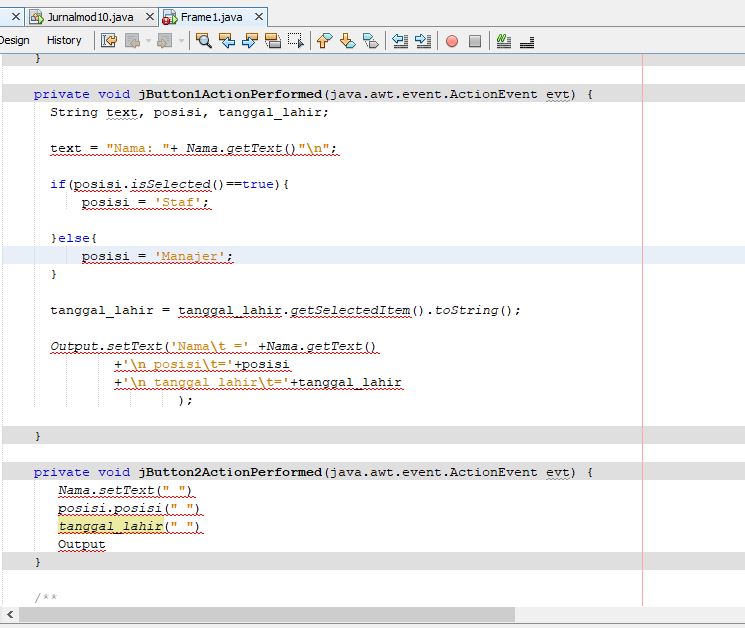 Jurnalmod10.java Frame1.java
Design History
}
private void jButton1ActionPerformed(java.awt.event.ActionEvent evt) {
String text, posisi, tanggal_lahir;
text = "Nama: "+ Nama.getText()"\n";
if(posisi.isSelected()==true){
posisi = 'Staf';
}else{
posisi = 'Manajer';
}
tanggal_lahir = tanggal_lahir.getSelectedItem().toString();
Output.setText('Nama\t =' +Nama.getText()
+'\n posisi\t='+posisi
+'\n tanggal lahir\t='+tanggal_lahir
);
}
private void jButton2ActionPerformed(java.awt.event.ActionEvent evt) {
Nama.setText(" ")
posisi.posisi(" ")
tanggal_lahir(" ")
Output
}
/**